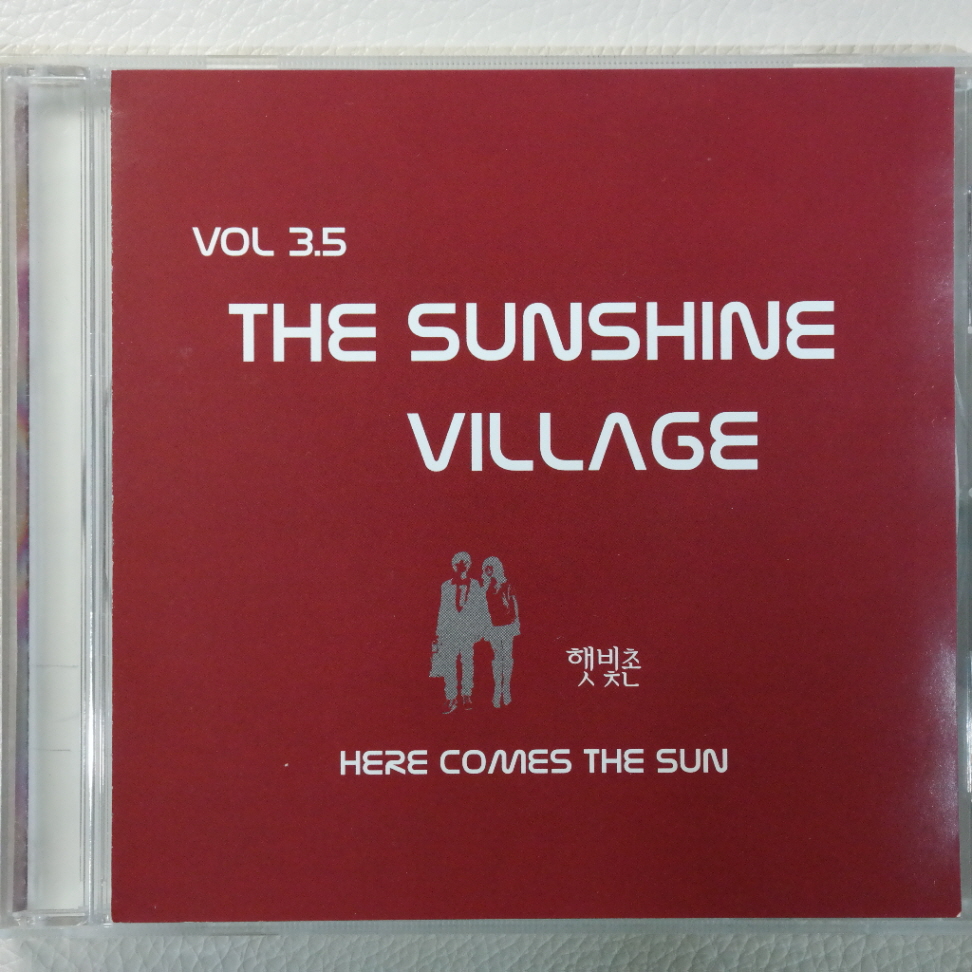 VOL 3.5
THE SUNSHINE
VILLAGE
햇빛촌
HERE COMES THE SUN